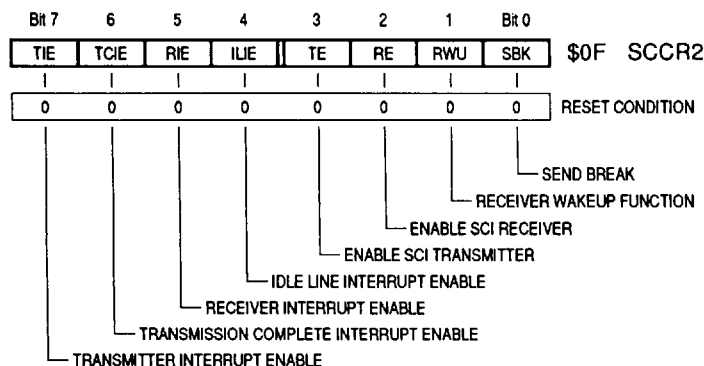 Bit 7 6 5 4 3 2 1 Bit 0
TIE TCIE RIE ILIE TE RE RWU SBK $0F SCCR2
0 0 0 0 0 0 0 0 RESET CONDITION
SEND BREAK
RECEIVER WAKEUP FUNCTION
ENABLE SCI RECEIVER
ENABLE SCI TRANSMITTER
IDLE LINE INTERRUPT ENABLE
RECEIVER INTERRUPT ENABLE
TRANSMISSION COMPLETE INTERRUPT ENABLE
TRANSMITTER INTERRUPT ENABLE